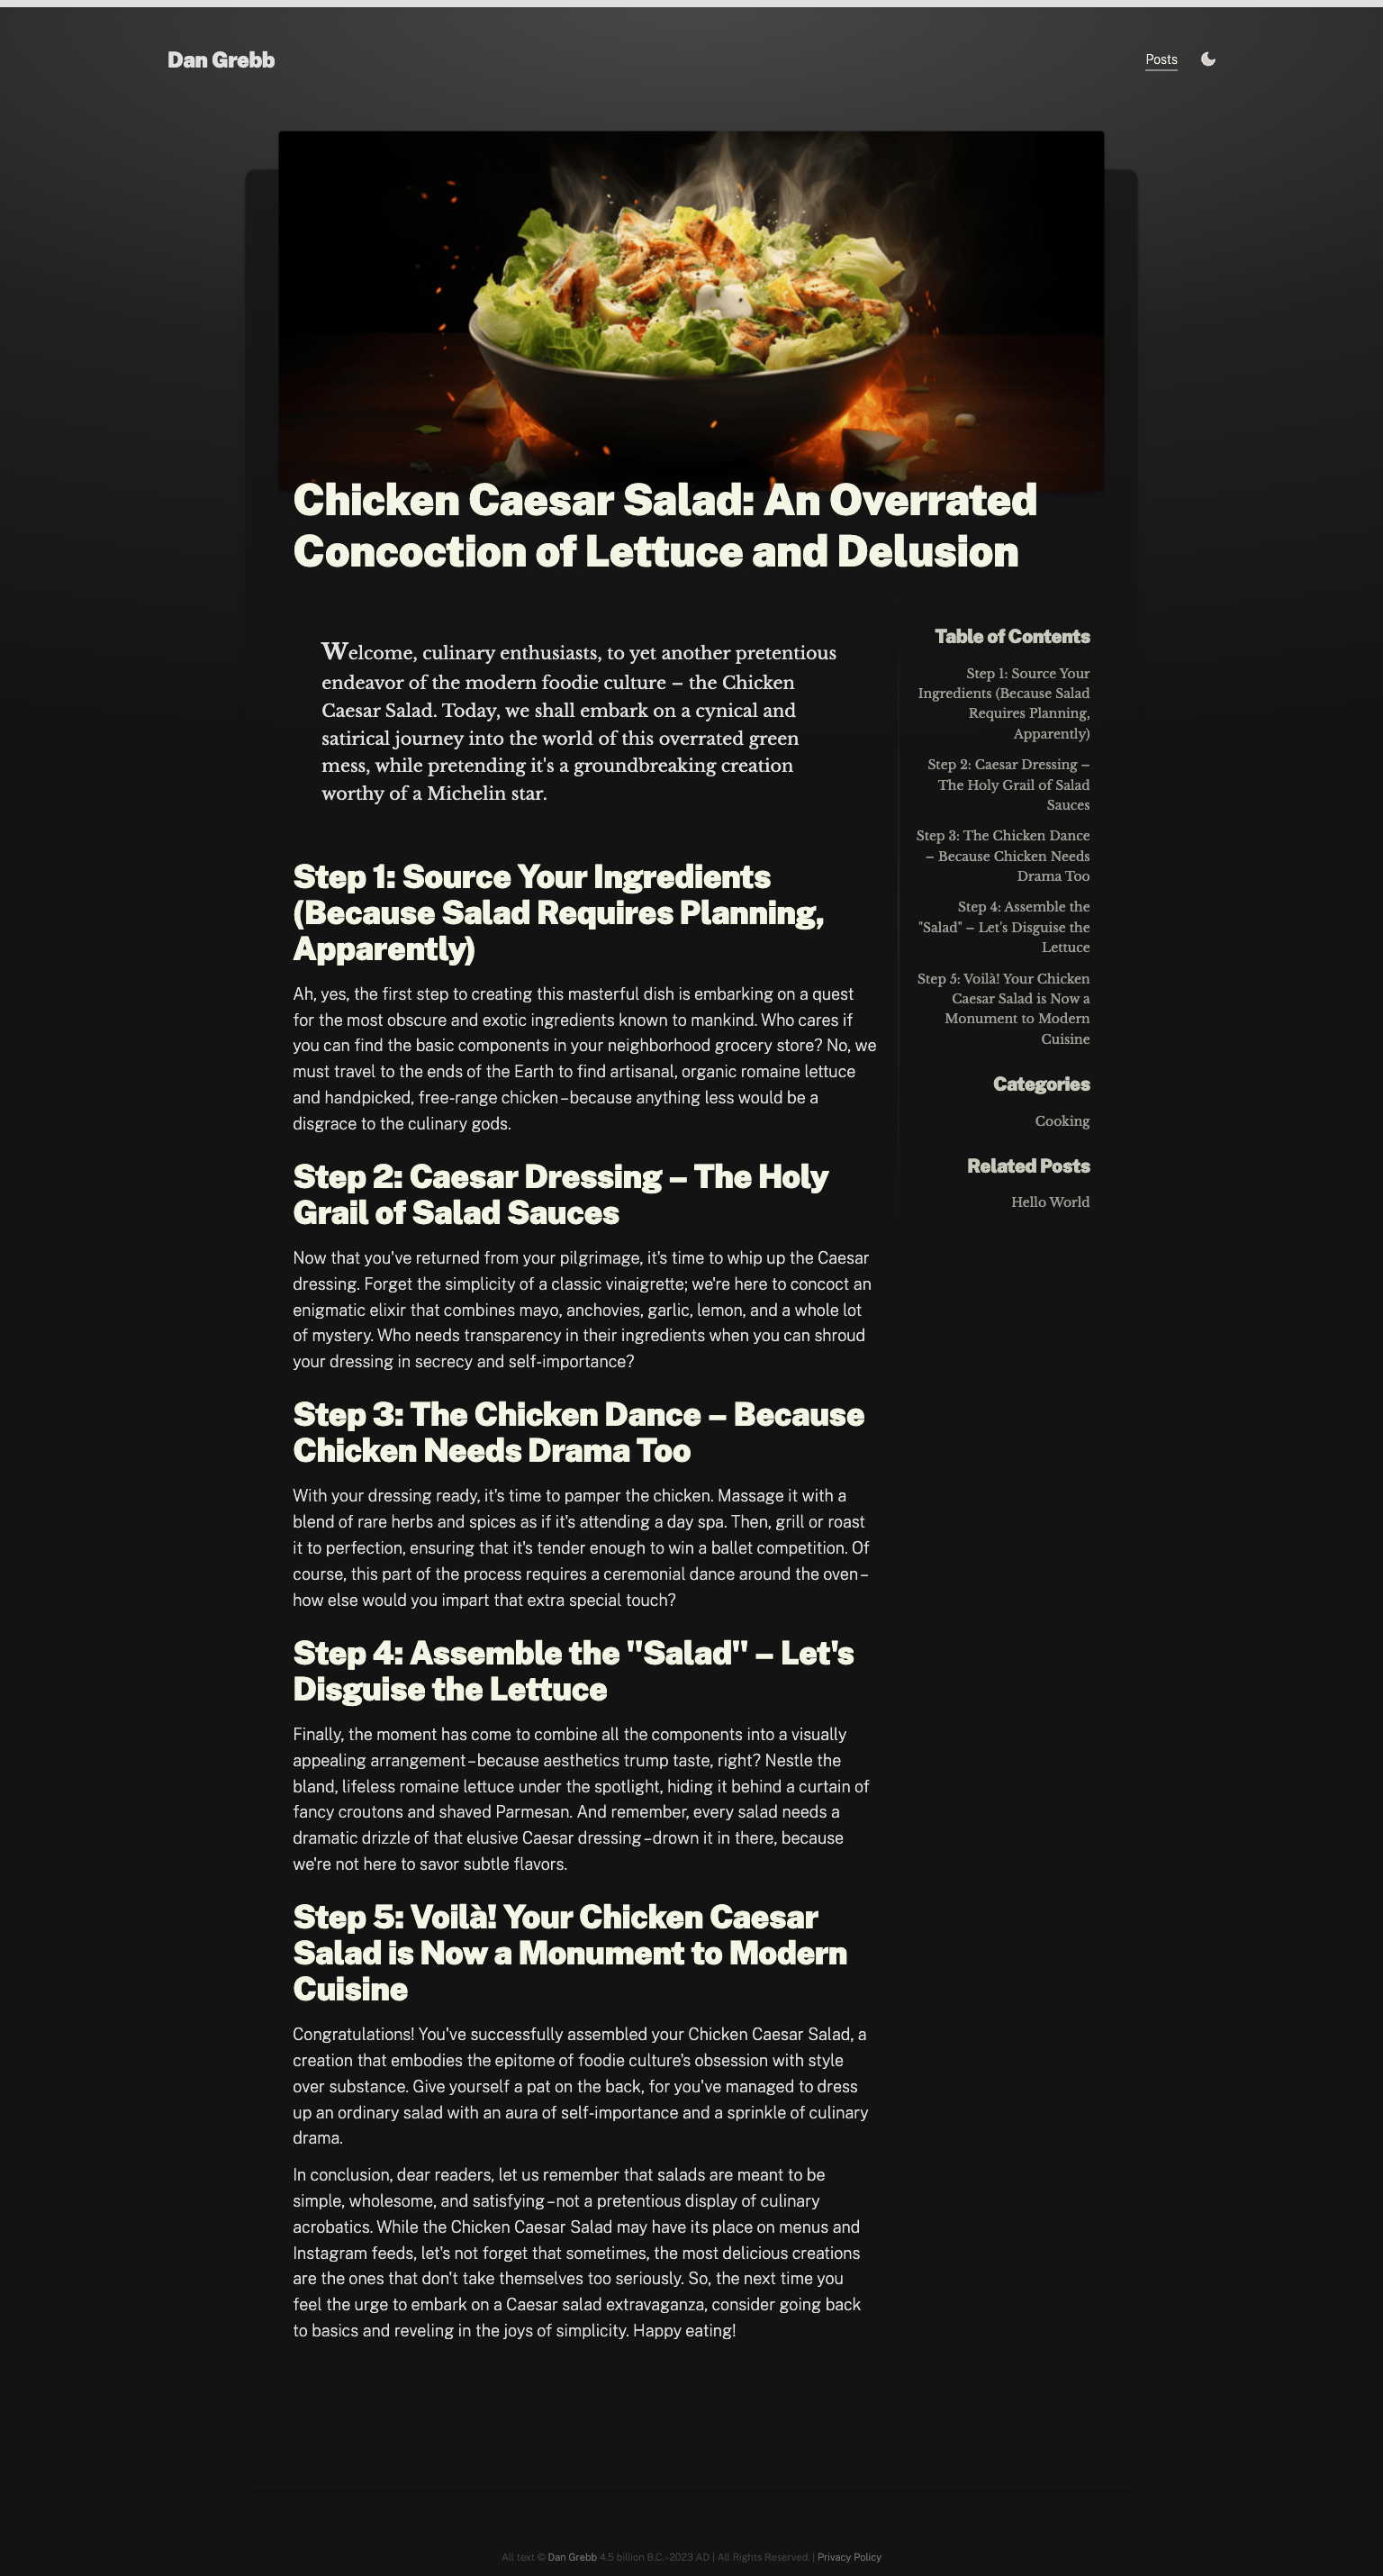 Dan Grebb
Posts
Chicken Caesar Salad: An Overrated
Concoction of Lettuce and Delusion
Welcome, culinary enthusiasts, to yet another pretentious
endeavor of the modern foodie culture – the Chicken
Caesar Salad. Today, we shall embark on a cynical and
satirical journey into the world of this overrated green
mess, while pretending it's a groundbreaking creation
worthy of a Michelin star.
Step 1: Source Your Ingredients
(Because Salad Requires Planning,
Apparently)
Ah, yes, the first step to creating this masterful dish is embarking on a quest
for the most obscure and exotic ingredients known to mankind. Who cares if
you can find the basic components in your neighborhood grocery store? No, we
must travel to the ends of the Earth to find artisanal, organic romaine lettuce
and handpicked, free-range chicken–because anything less would be a
disgrace to the culinary gods.
Step 2: Caesar Dressing – The Holy
Grail of Salad Sauces
Now that you've returned from your pilgrimage, it's time to whip up the Caesar
dressing. Forget the simplicity of a classic vinaigrette; we're here to concoct an
enigmatic elixir that combines mayo, anchovies, garlic, lemon, and a whole lot
of mystery. Who needs transparency in their ingredients when you can shroud
your dressing in secrecy and self-importance?
Step 3: The Chicken Dance – Because
Chicken Needs Drama Too
With your dressing ready, it's time to pamper the chicken. Massage it with a
blend of rare herbs and spices as if it's attending a day spa. Then, grill or roast
it to perfection, ensuring that it's tender enough to win a ballet competition. Of
course, this part of the process requires a ceremonial dance around the oven–
how else would you impart that extra special touch?
Step 4: Assemble the "Salad" – Let's
Disguise the Lettuce
Finally, the moment has come to combine all the components into a visually
appealing arrangement–because aesthetics trump taste, right? Nestle the
bland, lifeless romaine lettuce under the spotlight, hiding it behind a curtain of
fancy croutons and shaved Parmesan. And remember, every salad needs a
dramatic drizzle of that elusive Caesar dressing–drown it in there, because
we're not here to savor subtle flavors.
Step 5: Voilà! Your Chicken Caesar
Salad is Now a Monument to Modern
Cuisine
Congratulations! You've successfully assembled your Chicken Caesar Salad, a
creation that embodies the epitome of foodie culture's obsession with style
over substance. Give yourself a pat on the back, for you've managed to dress
up an ordinary salad with an aura of self-importance and a sprinkle of culinary
drama.
In conclusion, dear readers, let us remember that salads are meant to be
simple, wholesome, and satisfying–not a pretentious display of culinary
acrobatics. While the Chicken Caesar Salad may have its place on menus and
Instagram feeds, let's not forget that sometimes, the most delicious creations
are the ones that don't take themselves too seriously. So, the next time you
feel the urge to embark on a Caesar salad extravaganza, consider going back
to basics and reveling in the joys of simplicity. Happy eating!
Table of Contents
Step 1: Source Your
Ingredients (Because Salad
Requires Planning,
Apparently)
Step 2: Caesar Dressing –
The Holy Grail of Salad
Sauces
Step 3: The Chicken Dance
– Because Chicken Needs
Drama Too
Step 4: Assemble the
"Salad" – Let's Disguise the
Lettuce
Step 5: Voilà! Your Chicken
Caesar Salad is Now a
Monument to Modern
Cuisine
Categories
Cooking
Related Posts
Hello World
All text © Dan Grebb 4.5 billion B.C.-2023 AD | All Rights Reserved. | Privacy Policy